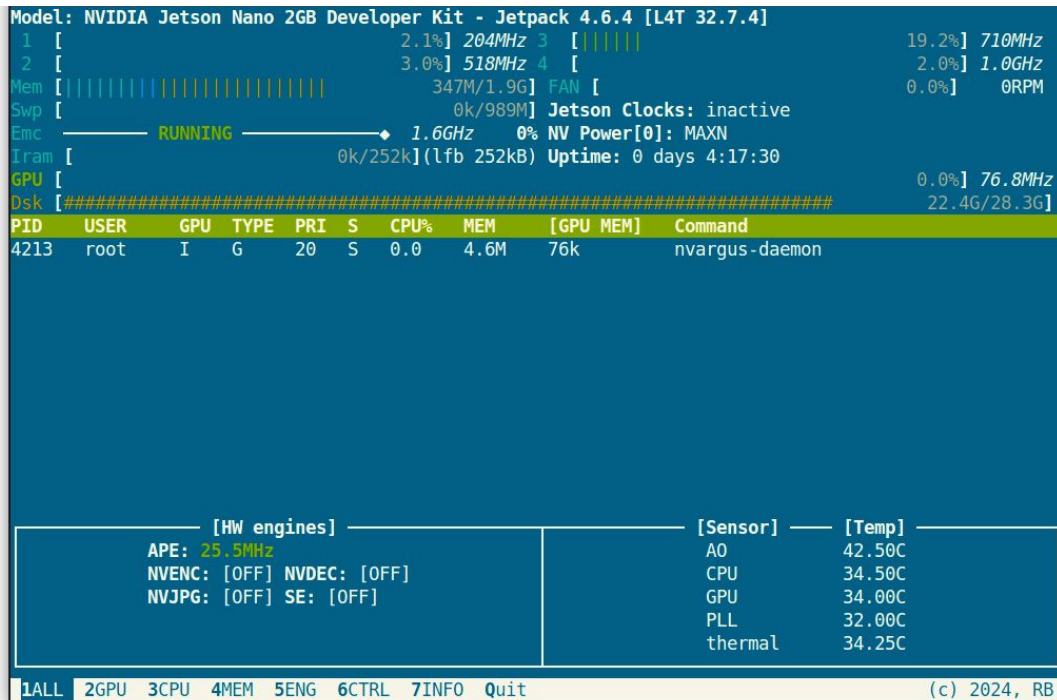 Model: NVIDIA Jetson Nano 2GB Developer Kit - Jetpack 4.6.4 [L4T 32.7.4]
1 [ 2.1%] 204MHz 3 [|||||| 19.2%] 710MHz
2 [ 3.0%] 518MHz 4 [ 2.0%] 1.0GHz
Mem [||||||||||||||||||||||||| 347M/1.9G] FAN [ 0.0%] 0RPM
Swp [ 0k/989M] Jetson Clocks: inactive
Emc RUNNING 1.6GHz 0% NV Power[0]: MAXN
Iram [ 0k/252k](lfb 252kB) Uptime: 0 days 4:17:30
GPU [ 0.0%] 76.8MHz
Dsk [######################################################################### 22.4G/28.3G]
PID USER GPU TYPE PRI S CPU% MEM [GPU MEM] Command
4213 root I G 20 S 0.0 4.6M 76k nvargus-daemon
[HW engines] [Sensor] [Temp]
APE: 25.5MHz AO 42.50C
NVENC: [OFF] NVDEC: [OFF] CPU 34.50C
NVJPG: [OFF] SE: [OFF] GPU 34.00C
PLL 32.00C
thermal 34.25C
1ALL 2GPU 3CPU 4MEM 5ENG 6CTRL 7INFO Quit (c) 2024, RB